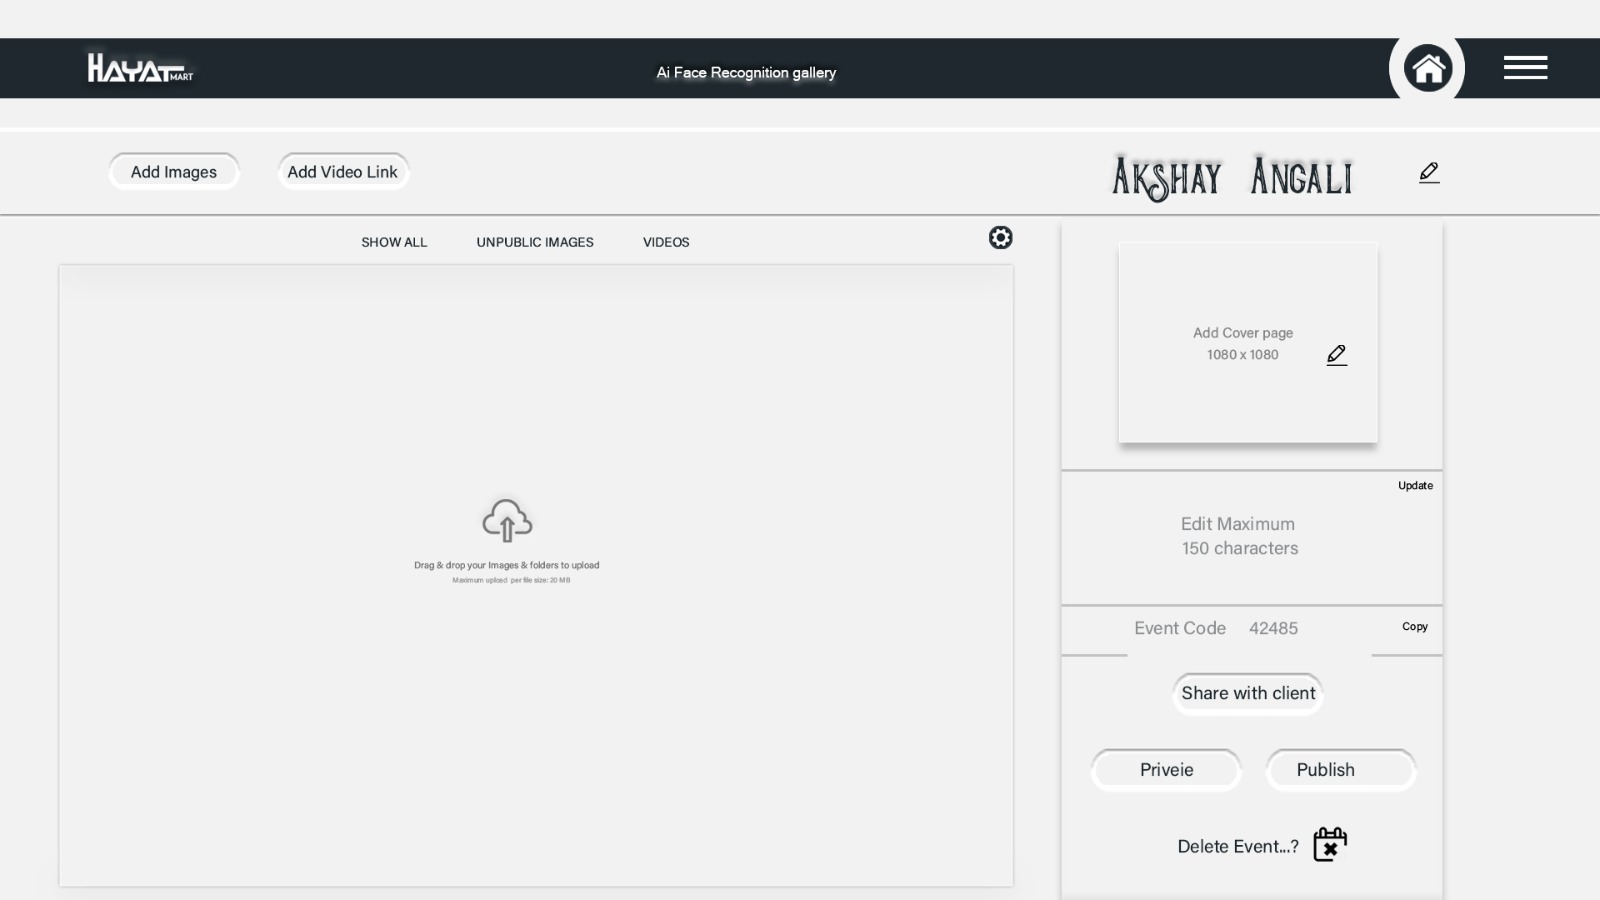 HAYAT MART
Ai Face Recognition gallery
Add Images
Add Video Link
AKSHAY ANGALI
SHOW ALL
UNPUBLIC IMAGES
VIDEOS
Add Cover page
1080 x 1080
Update
Edit Maximum
150 characters
Drag & drop your Images & folders to upload
Maximum upload per file size: 20 MB
Event Code 42485
Copy
Share with client
Priveie
Publish
Delete Event...?